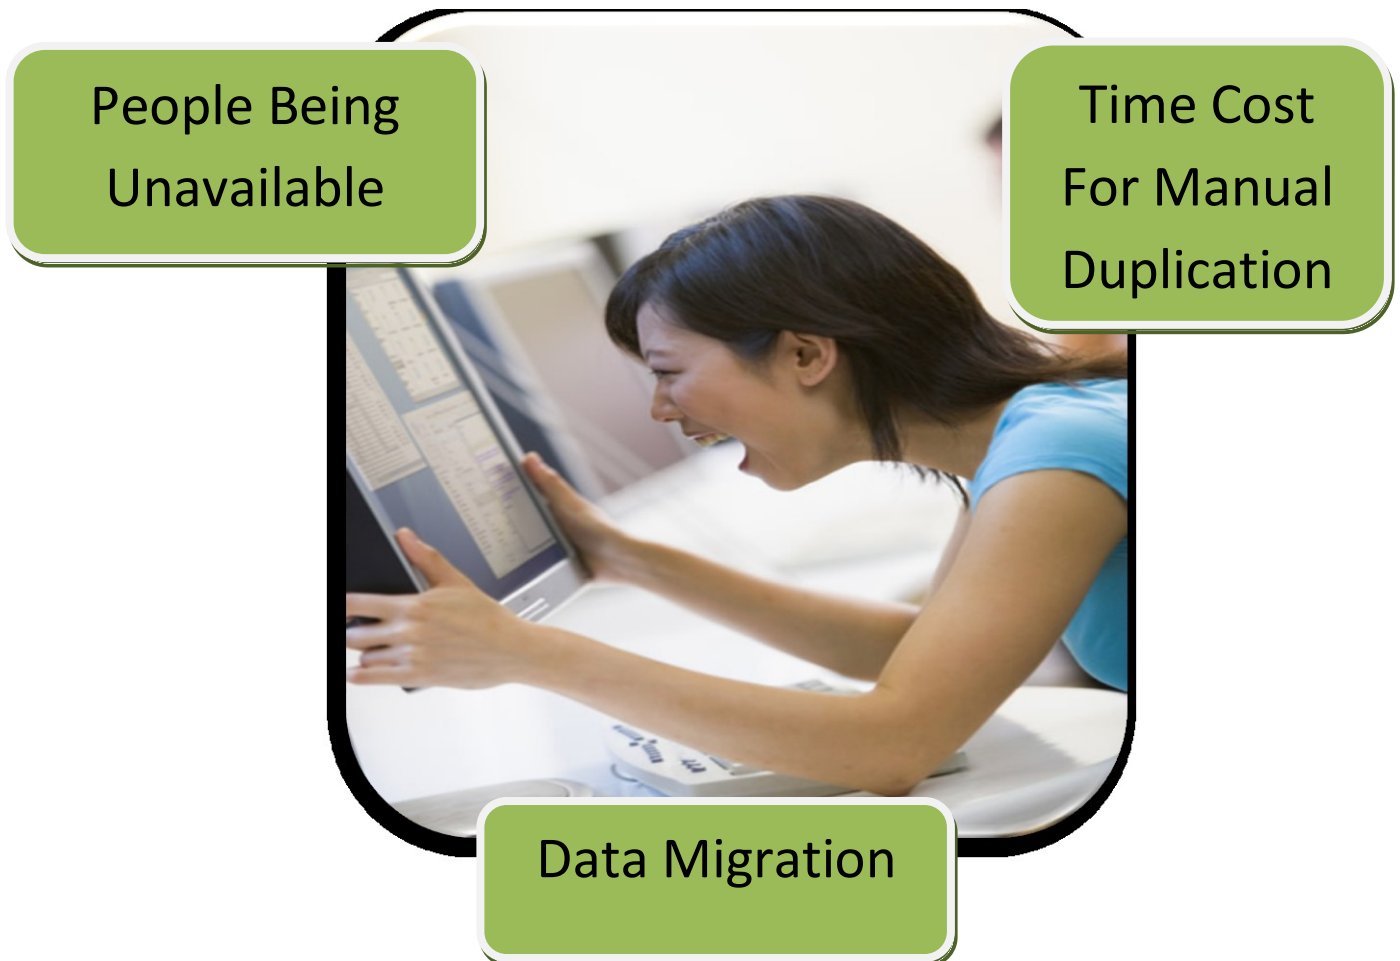 People Being
Unavailable
Time Cost
For Manual
Duplication
Data Migration